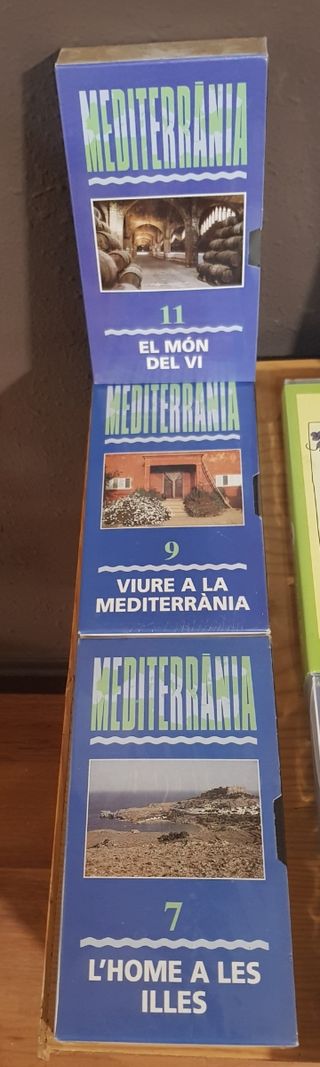 MEDITERRÀNIA
11
EL MÓN
DEL VI
MEDITERRÀNIA
9
VIURE A LA
MEDITERRÀNIA
MEDITERRÀNIA
7
L'HOME A LES
ILLES